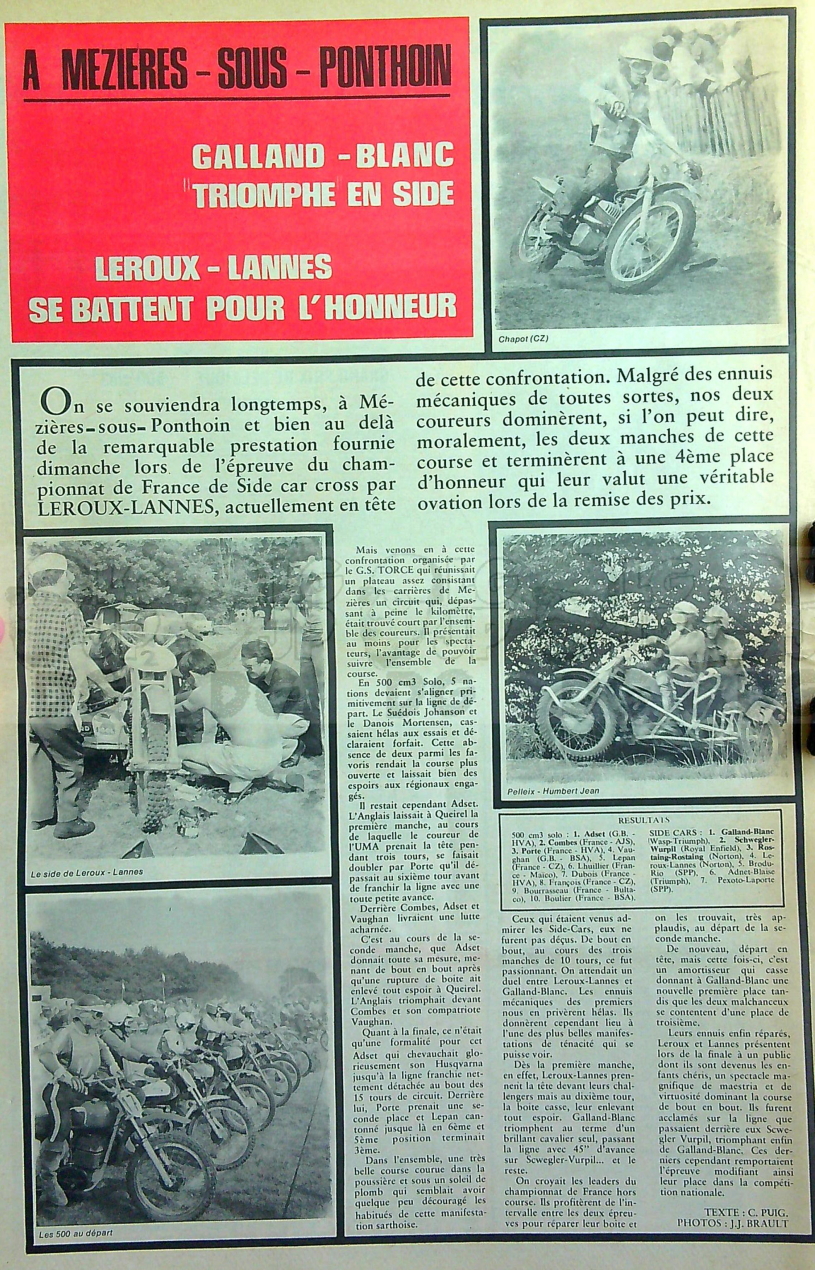 A MEZIERES - SOUS - PONTHOIN
GALLAND - BLANC
"TRIOMPHE" EN SIDE
LEROUX - LANNES
SE BATTENT POUR L'HONNEUR
Chapot (CZ)
On se souviendra longtemps, à Mé-
zières-sous-Ponthoin et bien au delà
de la remarquable prestation fournie
dimanche lors de l'épreuve du cham-
pionnat de France de Side car cross par
LEROUX-LANNES, actuellement en tête
de cette confrontation. Malgré des ennuis
mécaniques de toutes sortes, nos deux
coureurs dominèrent, si l'on peut dire,
moralement, les deux manches de cette
course et terminèrent à une 4ème place
d'honneur qui leur valut une véritable
ovation lors de la remise des prix.
Le side de Leroux - Lannes
Les 500 au départ
Mais venons en à cette
confrontation organisée par
le G.S. TORCE qui réunissait
un plateau assez consistant
dans les carrières de Me-
zières un circuit qui, dépas-
sant à peine le kilomètre,
était trouvé court par l'ensem-
ble des coureurs. Il présentait
au moins pour les specta-
teurs, l'avantage de pouvoir
suivre l'ensemble de la
course.
En 500 cm3 Solo, 5 na-
tions devaient s'aligner pri-
mitivement sur la ligne de dé-
part. Le Suédois Johanson et
le Danois Mortensen, cas-
saient hélas aux essais et dé-
claraient forfait. Cette ab-
sence de deux parmi les fa-
voris rendait la course plus
ouverte et laissait bien des
espoirs aux régionaux enga-
gés.
Il restait cependant Adset.
L'Anglais laissait à Queirel la
première manche, au cours
de laquelle le coureur de
l'UMA prenait la tête pen-
dant trois tours, se faisait
doubler par Porte qu'il dé-
passait au sixième tour avant
de franchir la ligne avec une
toute petite avance.
Derrière Combes, Adset et
Vaughan livraient une lutte
acharnée.
C'est au cours de la se-
conde manche, que Adset
donnait toute sa mesure, me-
nant de bout en bout après
qu'une rupture de boite ait
enlevé tout espoir à Queirel.
L'Anglais triomphait devant
Combes et son compatriote
Vaughan.
Quant à la finale, ce n'était
qu'une formalité pour cet
Adset qui chevauchait glo-
rieusement son Husqvarna
jusqu'à la ligne franchie net-
tement détachée au bout des
15 tours de circuit. Derrière
lui, Porte prenait une se-
conde place et Lepan can-
tonné jusque là en 6ème et
5ème position terminait
3ème.
Dans l'ensemble, une très
belle course courue dans la
poussière et sous un soleil de
plomb qui semblait avoir
quelque peu découragé les
habitués de cette manifesta-
tion sarthoise.
Pelleix - Humbert Jean
RESULTATS
500 cm3 solo : 1. Adset (G.B. -
HVA), 2. Combes (France - AJS),
3. Porte (France - HVA), 4. Vau-
ghan (G.B. - BSA), 5. Lepan
(France - CZ), 6. Lhuillier (Fran-
ce - Maico), 7. Dubois (France -
HVA), 8. François (France - CZ),
9. Bourrasseau (France - Bulta-
co), 10. Boulier (France - BSA).
SIDE CARS : 1. Galland-Blanc
(Wasp-Triumph), 2. Schwegler-
Wurpll (Royal Enfield), 3. Ros-
taing-Rostaing (Norton), 4. Le-
roux-Lannes (Norton), 5. Brodu-
Rio (SPP), 6. Adnet-Blaise
(Triumph), 7. Pexoto-Laporte
(SPP).
Ceux qui étaient venus ad-
mirer les Side-Cars, eux ne
furent pas déçus. De bout en
bout, au cours des trois
manches de 10 tours, ce fut
passionnant. On attendait un
duel entre Leroux-Lannes et
Galland-Blanc. Les ennuis
mécaniques des premiers
nous en privèrent hélas. Ils
donnèrent cependant lieu à
l'une des plus belles manifes-
tations de ténacité qui se
puisse voir.
Dès la première manche,
en effet, Leroux-Lannes pren-
nent la tête devant leurs chal-
lengers mais au dixième tour,
la boite casse, leur enlevant
tout espoir. Galland-Blanc
triomphent au terme d'un
brillant cavalier seul, passant
la ligne avec 45" d'avance
sur Scwegler-Vurpil... et le
reste.
On croyait les leaders du
championnat de France hors
course. Ils profitèrent de l'in-
tervalle entre les deux épreu-
ves pour réparer leur boite et
on les trouvait, très ap-
plaudis, au départ de la se-
conde manche.
De nouveau, départ en
tête, mais cette fois-ci, c'est
un amortisseur qui casse
donnant à Galland-Blanc une
nouvelle première place tan-
dis que les deux malchanceux
se contentent d'une place de
troisième.
Leurs ennuis enfin réparés,
Leroux et Lannes présentent
lors de la finale à un public
dont ils sont devenus les en-
fants chéris, un spectacle ma-
gnifique de maestria et de
virtuosité dominant la course
de bout en bout. Ils furent
acclamés sur la ligne que
passaient derrière eux Scwe-
gler Vurpil, triomphant enfin
de Galland-Blanc. Ces der-
niers cependant remportaient
l'épreuve modifiant ainsi
leur place dans la compéti-
tion nationale.
TEXTE : C. PUIG.
PHOTOS : J.J. BRAULT